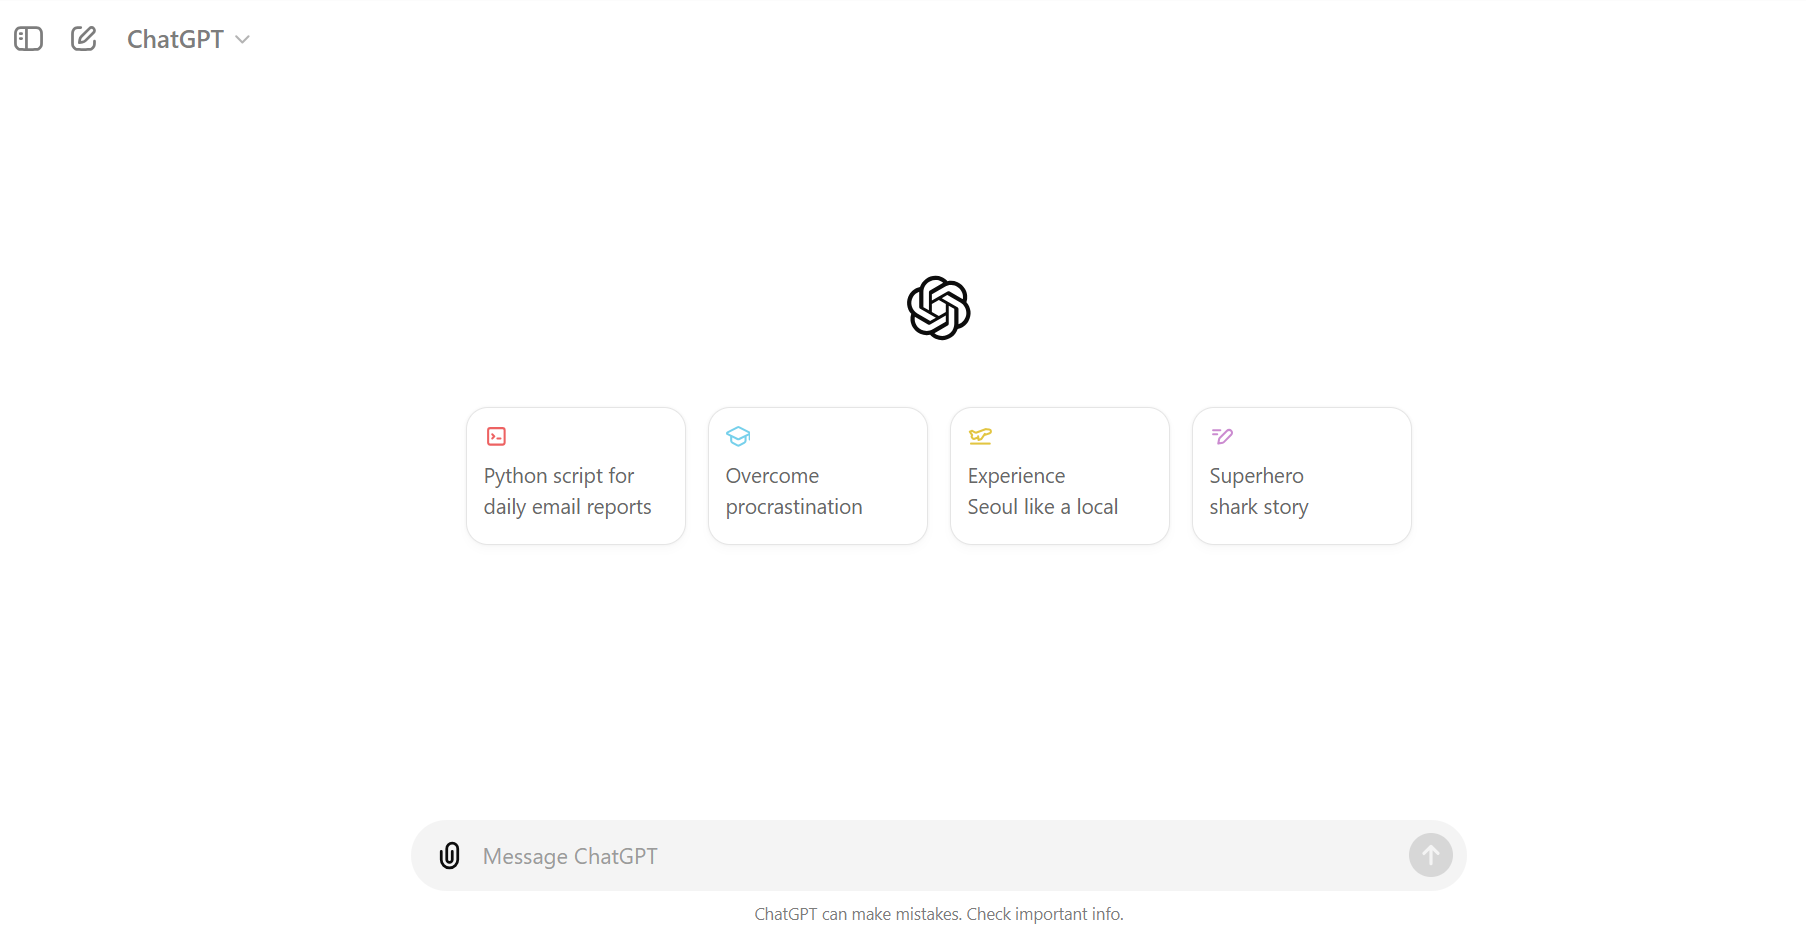 ChatGPT
Python script for
daily email reports
Overcome
procrastination
Experience
Seoul like a local
Superhero
shark story
Message ChatGPT
ChatGPT can make mistakes. Check important info.